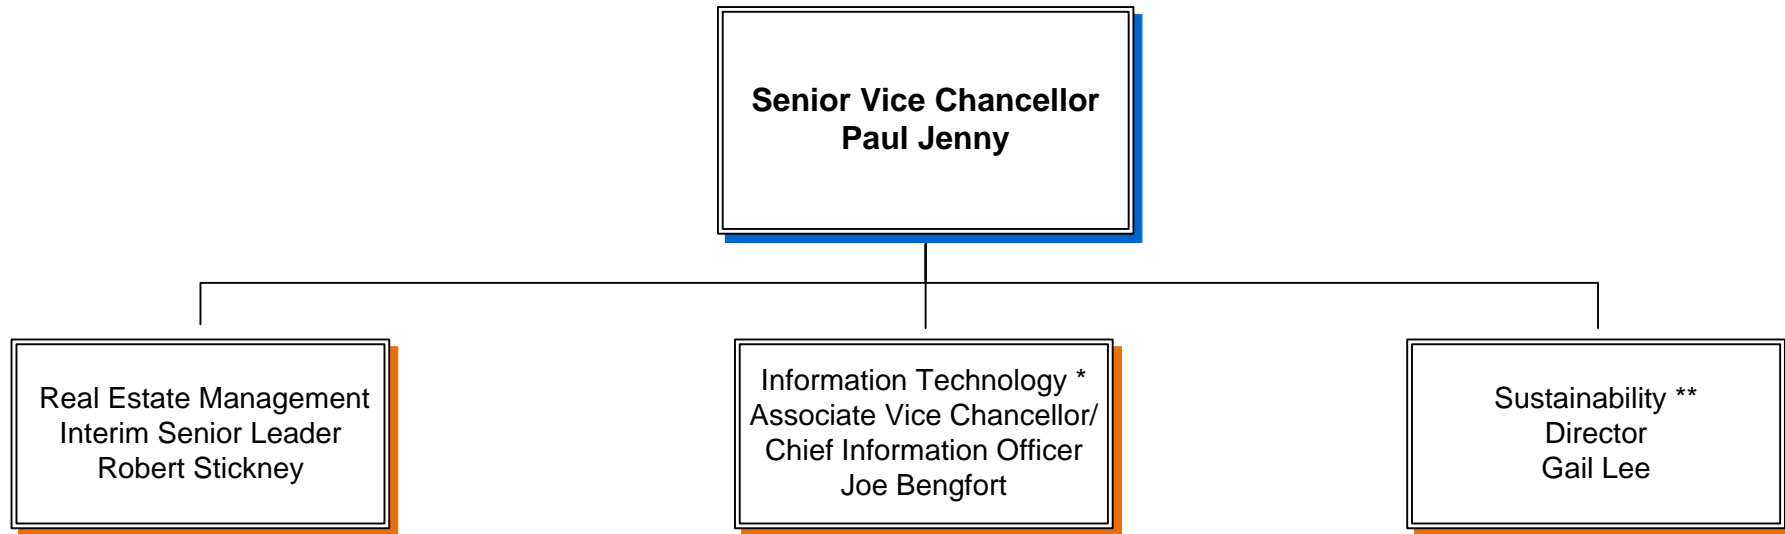 Senior Vice Chancellor
Paul Jenny
Real Estate Management
Interim Senior Leader
Robert Stickney
Information Technology *
Associate Vice Chancellor/
Chief Information Officer
Joe Bengfort
Sustainability **
Director
Gail Lee